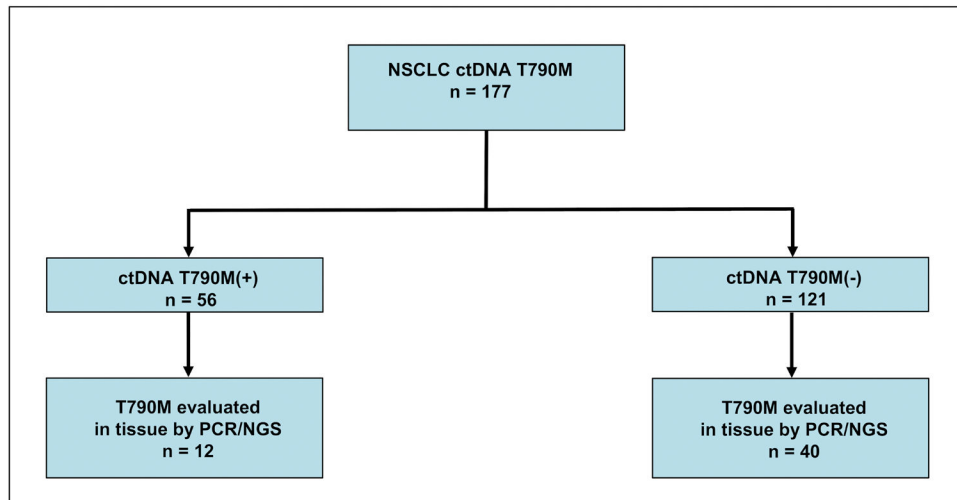 NSCLC ctDNA T790M
n = 177
ctDNA T790M(+)
n = 56
ctDNA T790M(-)
n = 121
T790M evaluated
in tissue by PCR/NGS
n = 12
T790M evaluated
in tissue by PCR/NGS
n = 40